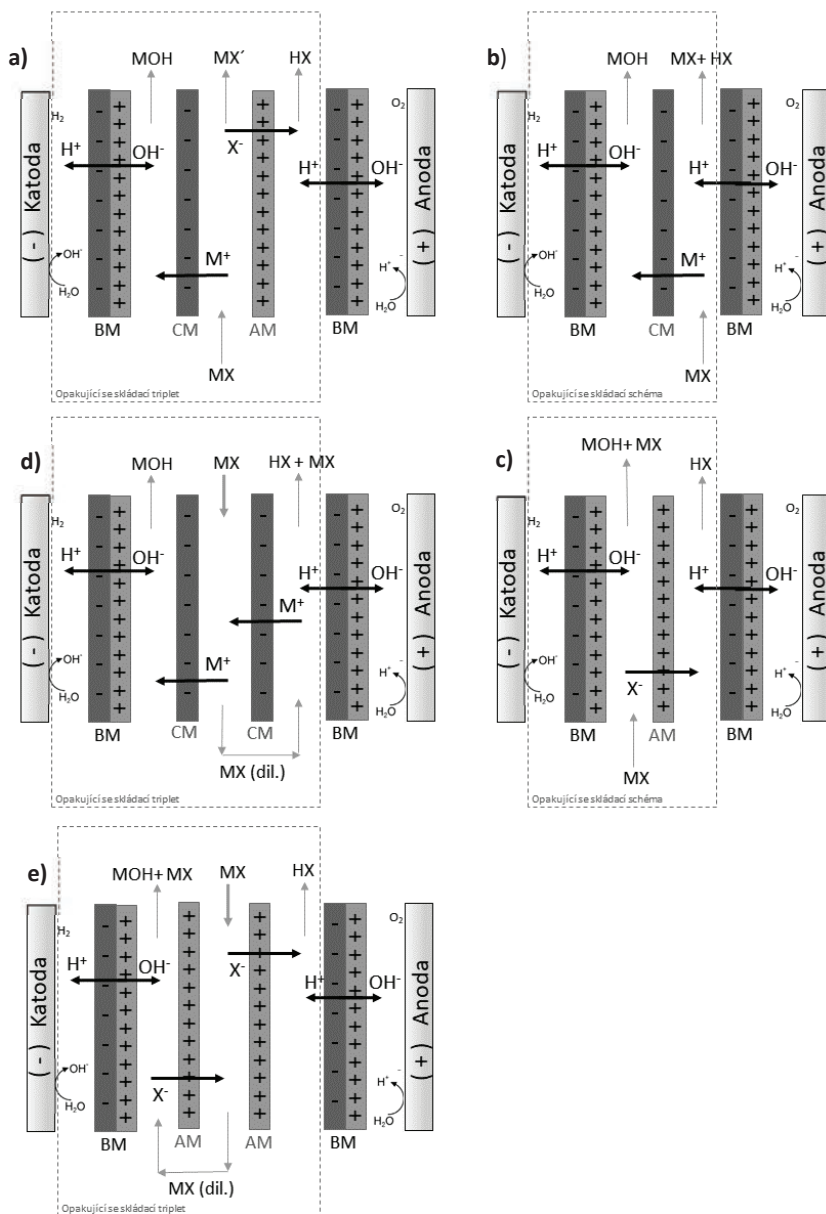 a)
MOH MX´ HX
(-) Katoda
H₂
H⁺ OH⁻
X⁻
H⁺ OH⁻
O₂
(+) Anoda
M⁺
OH⁻
H₂O
H⁺ ⁻
H₂O
BM CM AM BM
MX
Opakující se skládací triplet
b)
MOH MX+ HX
(-) Katoda
H₂
H⁺ OH⁻
H⁺ OH⁻
O₂
(+) Anoda
M⁺
OH⁻
H₂O
H⁺ ⁻
H₂O
BM CM BM
MX
Opakující se skládací schéma
d)
MOH MX HX + MX
(-) Katoda
H₂
H⁺ OH⁻
H⁺ OH⁻
O₂
(+) Anoda
M⁺
M⁺
OH⁻
H₂O
H⁺ ⁻
H₂O
BM CM CM BM
MX (dil.)
Opakující se skládací triplet
c)
MOH+ MX HX
(-) Katoda
H₂
H⁺ OH⁻
H⁺ OH⁻
O₂
(+) Anoda
X⁻
OH⁻
H₂O
H⁺ ⁻
H₂O
BM AM BM
MX
Opakující se skládací schéma
e)
MOH+ MX MX HX
(-) Katoda
H₂
H⁺ OH⁻
X⁻
H⁺ OH⁻
O₂
(+) Anoda
X⁻
OH⁻
H₂O
H⁺ ⁻
H₂O
BM AM AM BM
MX (dil.)
Opakující se skládací triplet